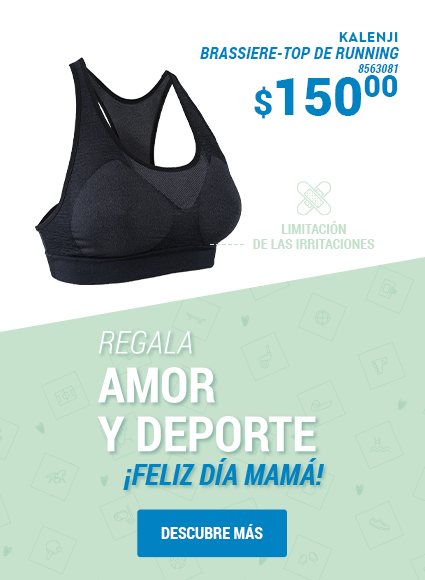 KALENJI
BRASSIERE-TOP DE RUNNING
8563081
$150⁰⁰
LIMITACIÓN
DE LAS IRRITACIONES
REGALA
AMOR
Y DEPORTE
¡FELIZ DÍA MAMÁ!
DESCUBRE MÁS